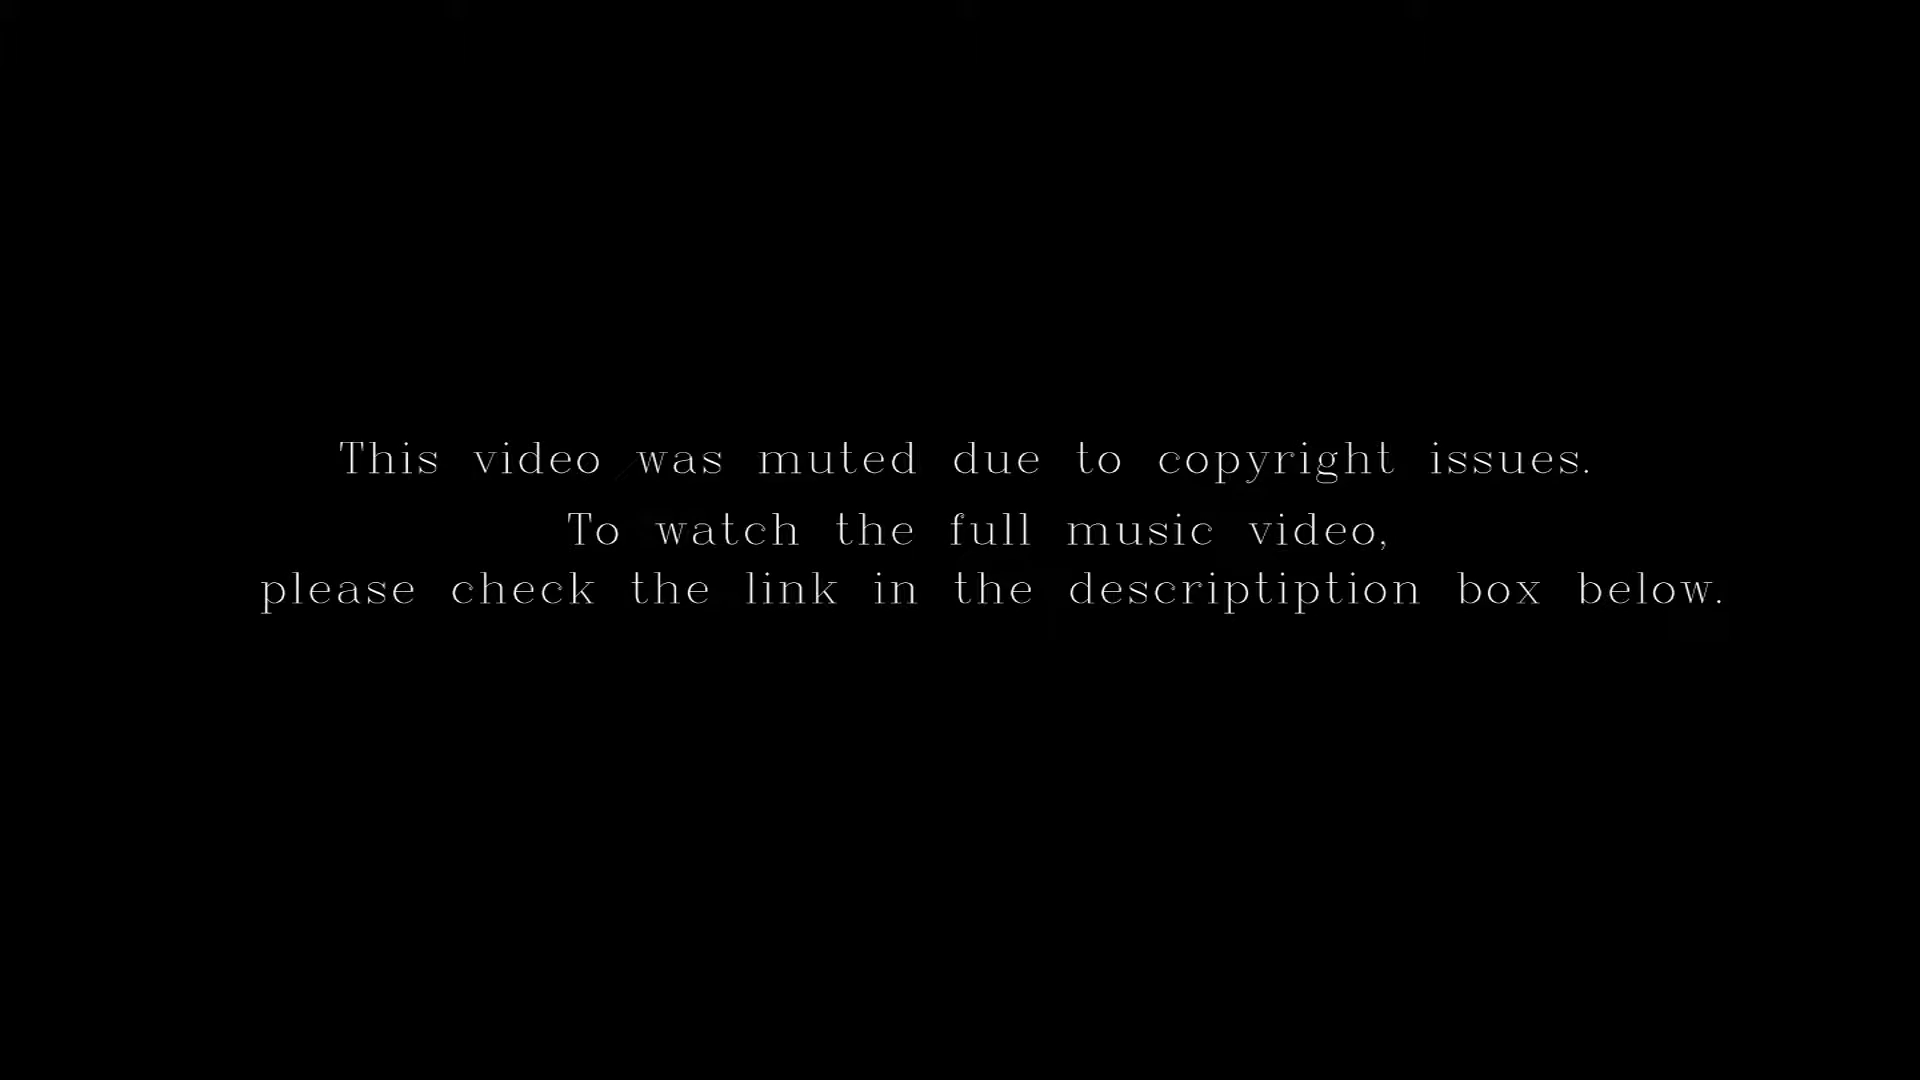 This video was muted due to copyright issues.
To watch the full music video,
please check the link in the descriptiption box below.